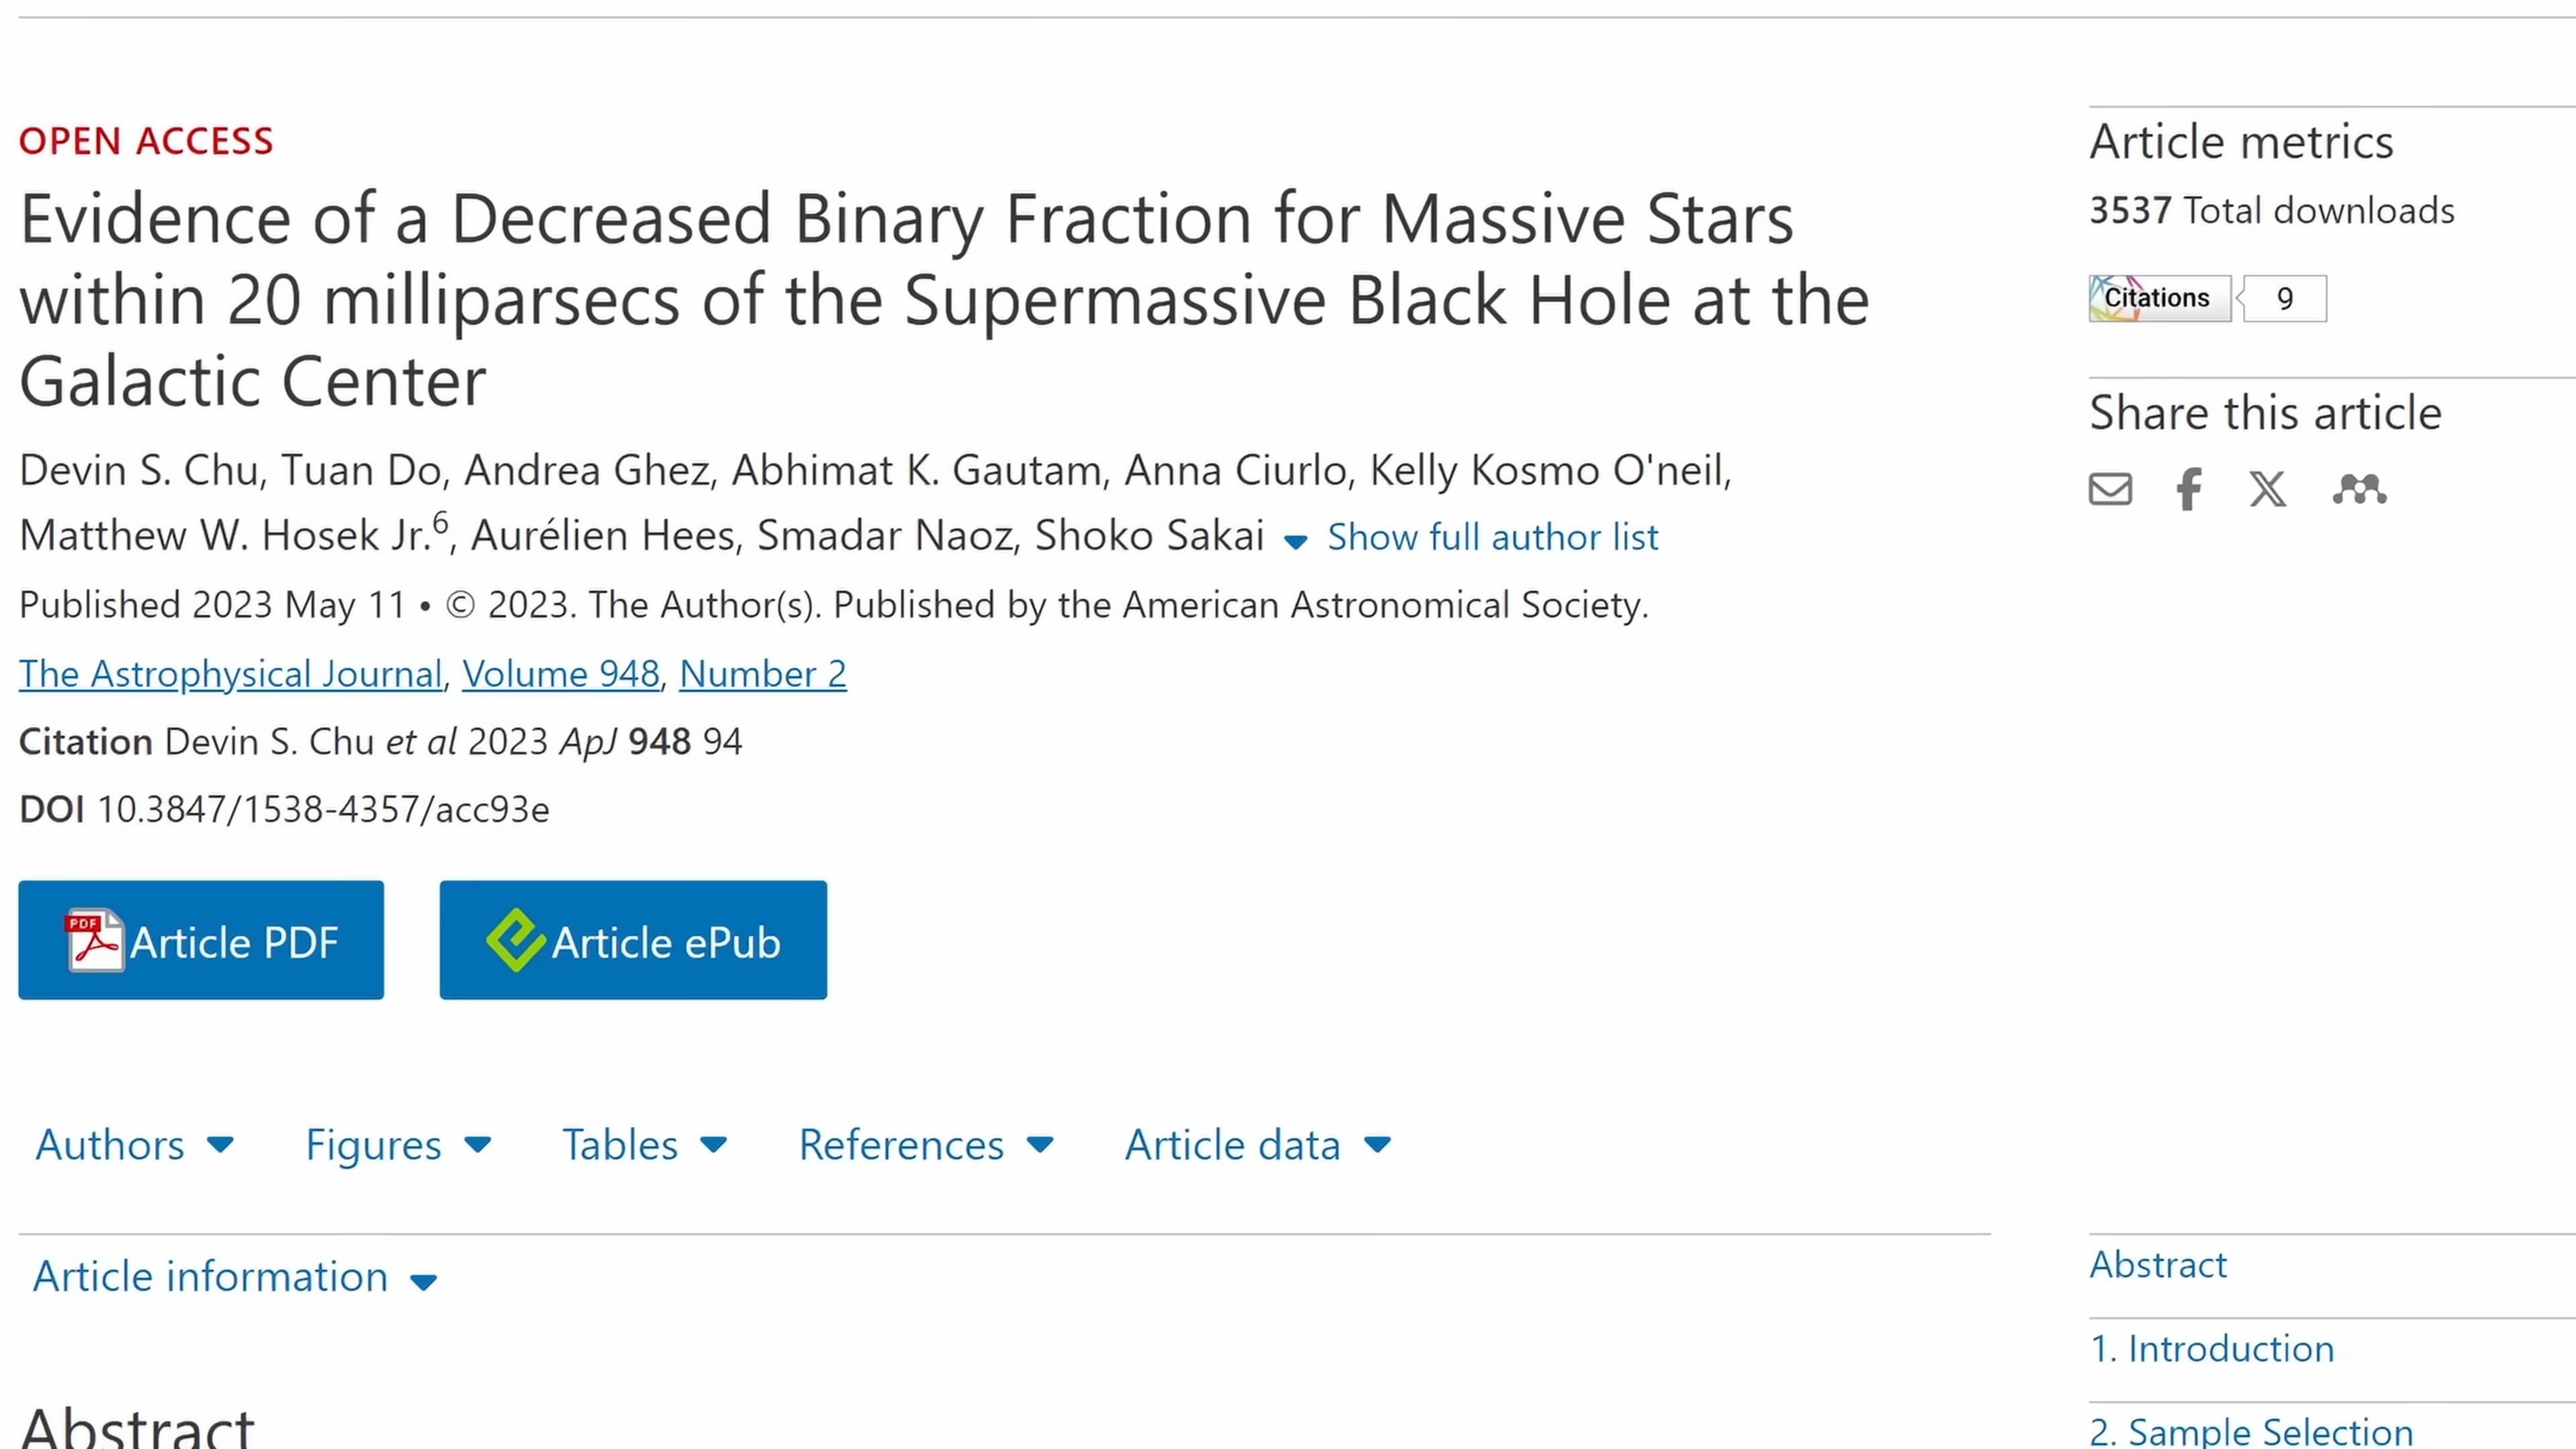 OPEN ACCESS
Evidence of a Decreased Binary Fraction for Massive Stars
within 20 milliparsecs of the Supermassive Black Hole at the
Galactic Center
Devin S. Chu, Tuan Do, Andrea Ghez, Abhimat K. Gautam, Anna Ciurlo, Kelly Kosmo O'neil,
Matthew W. Hosek Jr.6, Aurélien Hees, Smadar Naoz, Shoko Sakai Show full author list
Published 2023 May 11 • © 2023. The Author(s). Published by the American Astronomical Society.
The Astrophysical Journal, Volume 948, Number 2
Citation Devin S. Chu et al 2023 ApJ 948 94
DOI 10.3847/1538-4357/acc93e
PDF Article PDF
Article ePub
Authors Figures Tables References Article data
Article information
Abstract
Article metrics
3537 Total downloads
Citations 9
Share this article
Abstract
1. Introduction
2. Sample Selection